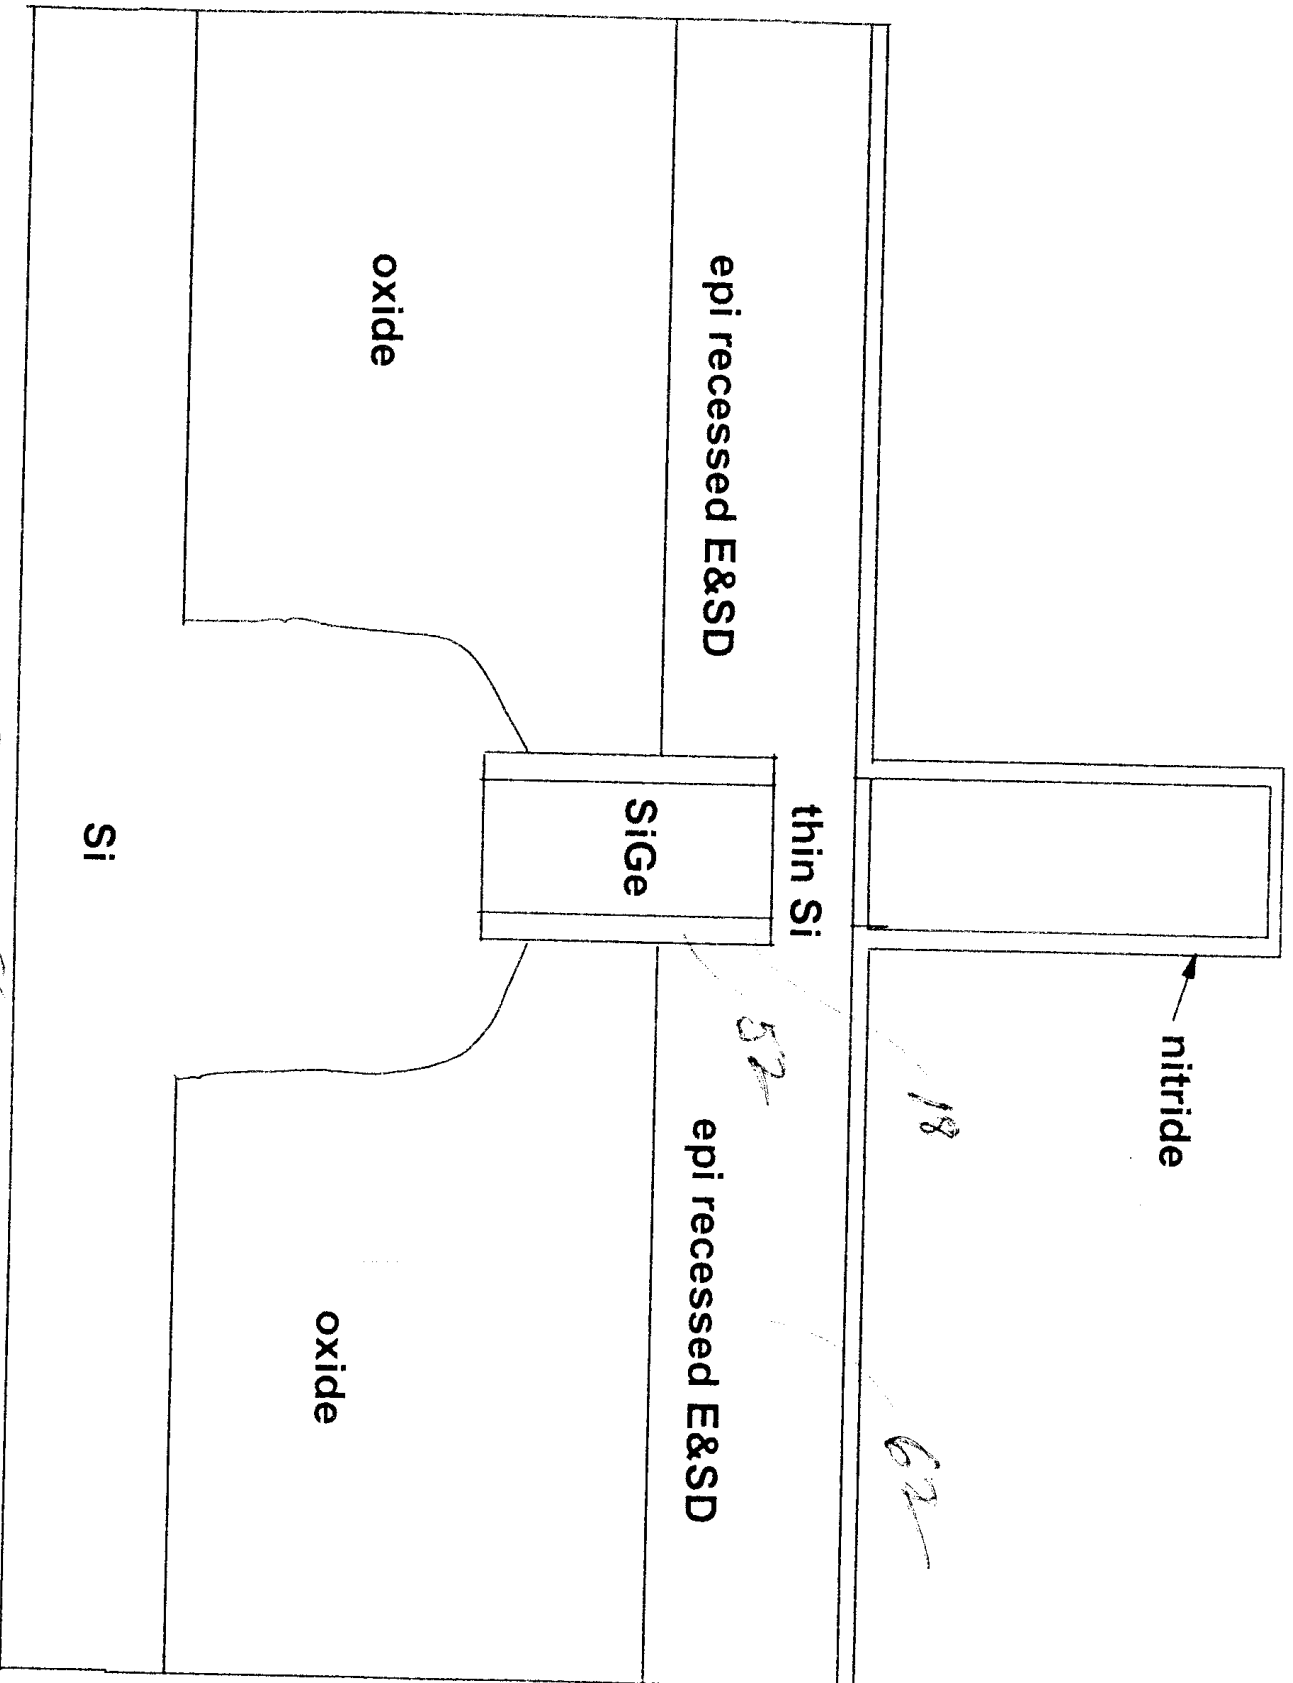 nitride
18
62
52
thin Si
epi recessed E&SD
epi recessed E&SD
SiGe
oxide
oxide
Si